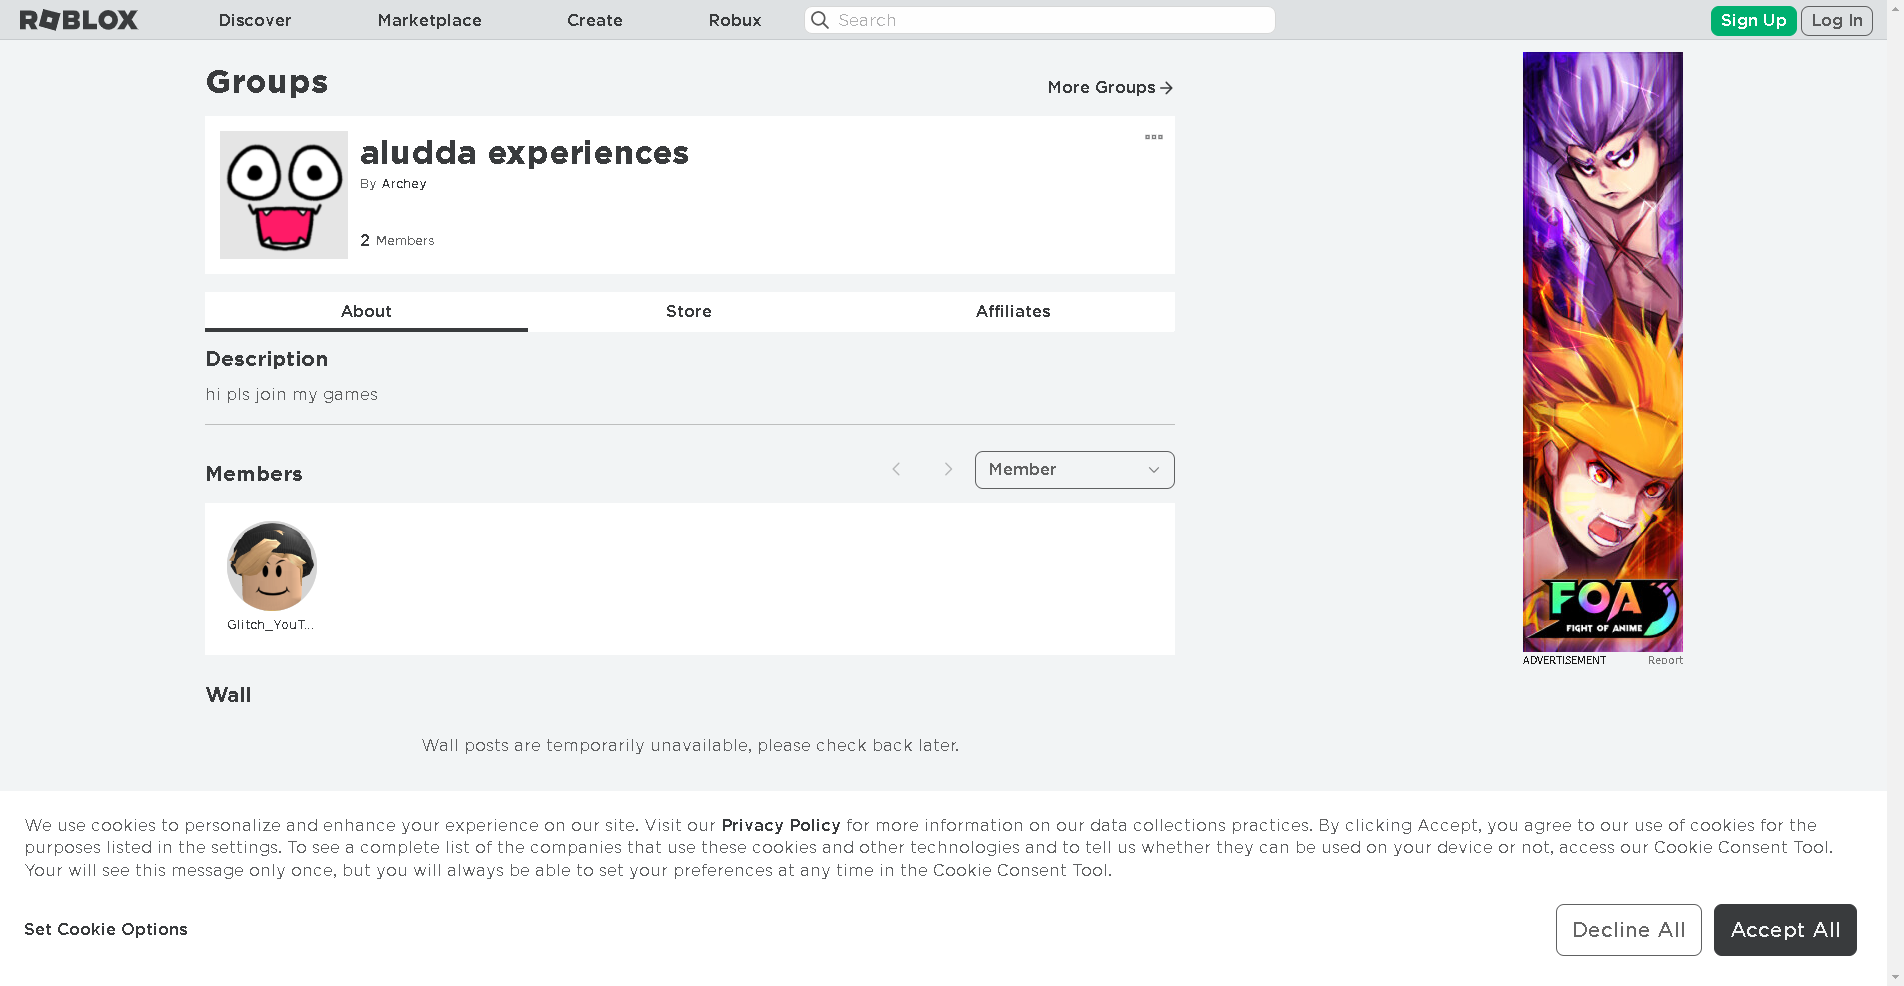 ROBLOX
Discover
Marketplace
Create
Robux
Search
Sign Up
Log In
Groups
More Groups
aludda experiences
By Archey
2 Members
About
Store
Affiliates
Description
hi pls join my games
Members
Member
Glitch_YouT...
Wall
Wall posts are temporarily unavailable, please check back later.
FOA
FIGHT OF ANIME
ADVERTISEMENT
Report
We use cookies to personalize and enhance your experience on our site. Visit our Privacy Policy for more information on our data collections practices. By clicking Accept, you agree to our use of cookies for the
purposes listed in the settings. To see a complete list of the companies that use these cookies and other technologies and to tell us whether they can be used on your device or not, access our Cookie Consent Tool.
Your will see this message only once, but you will always be able to set your preferences at any time in the Cookie Consent Tool.
Set Cookie Options
Decline All
Accept All